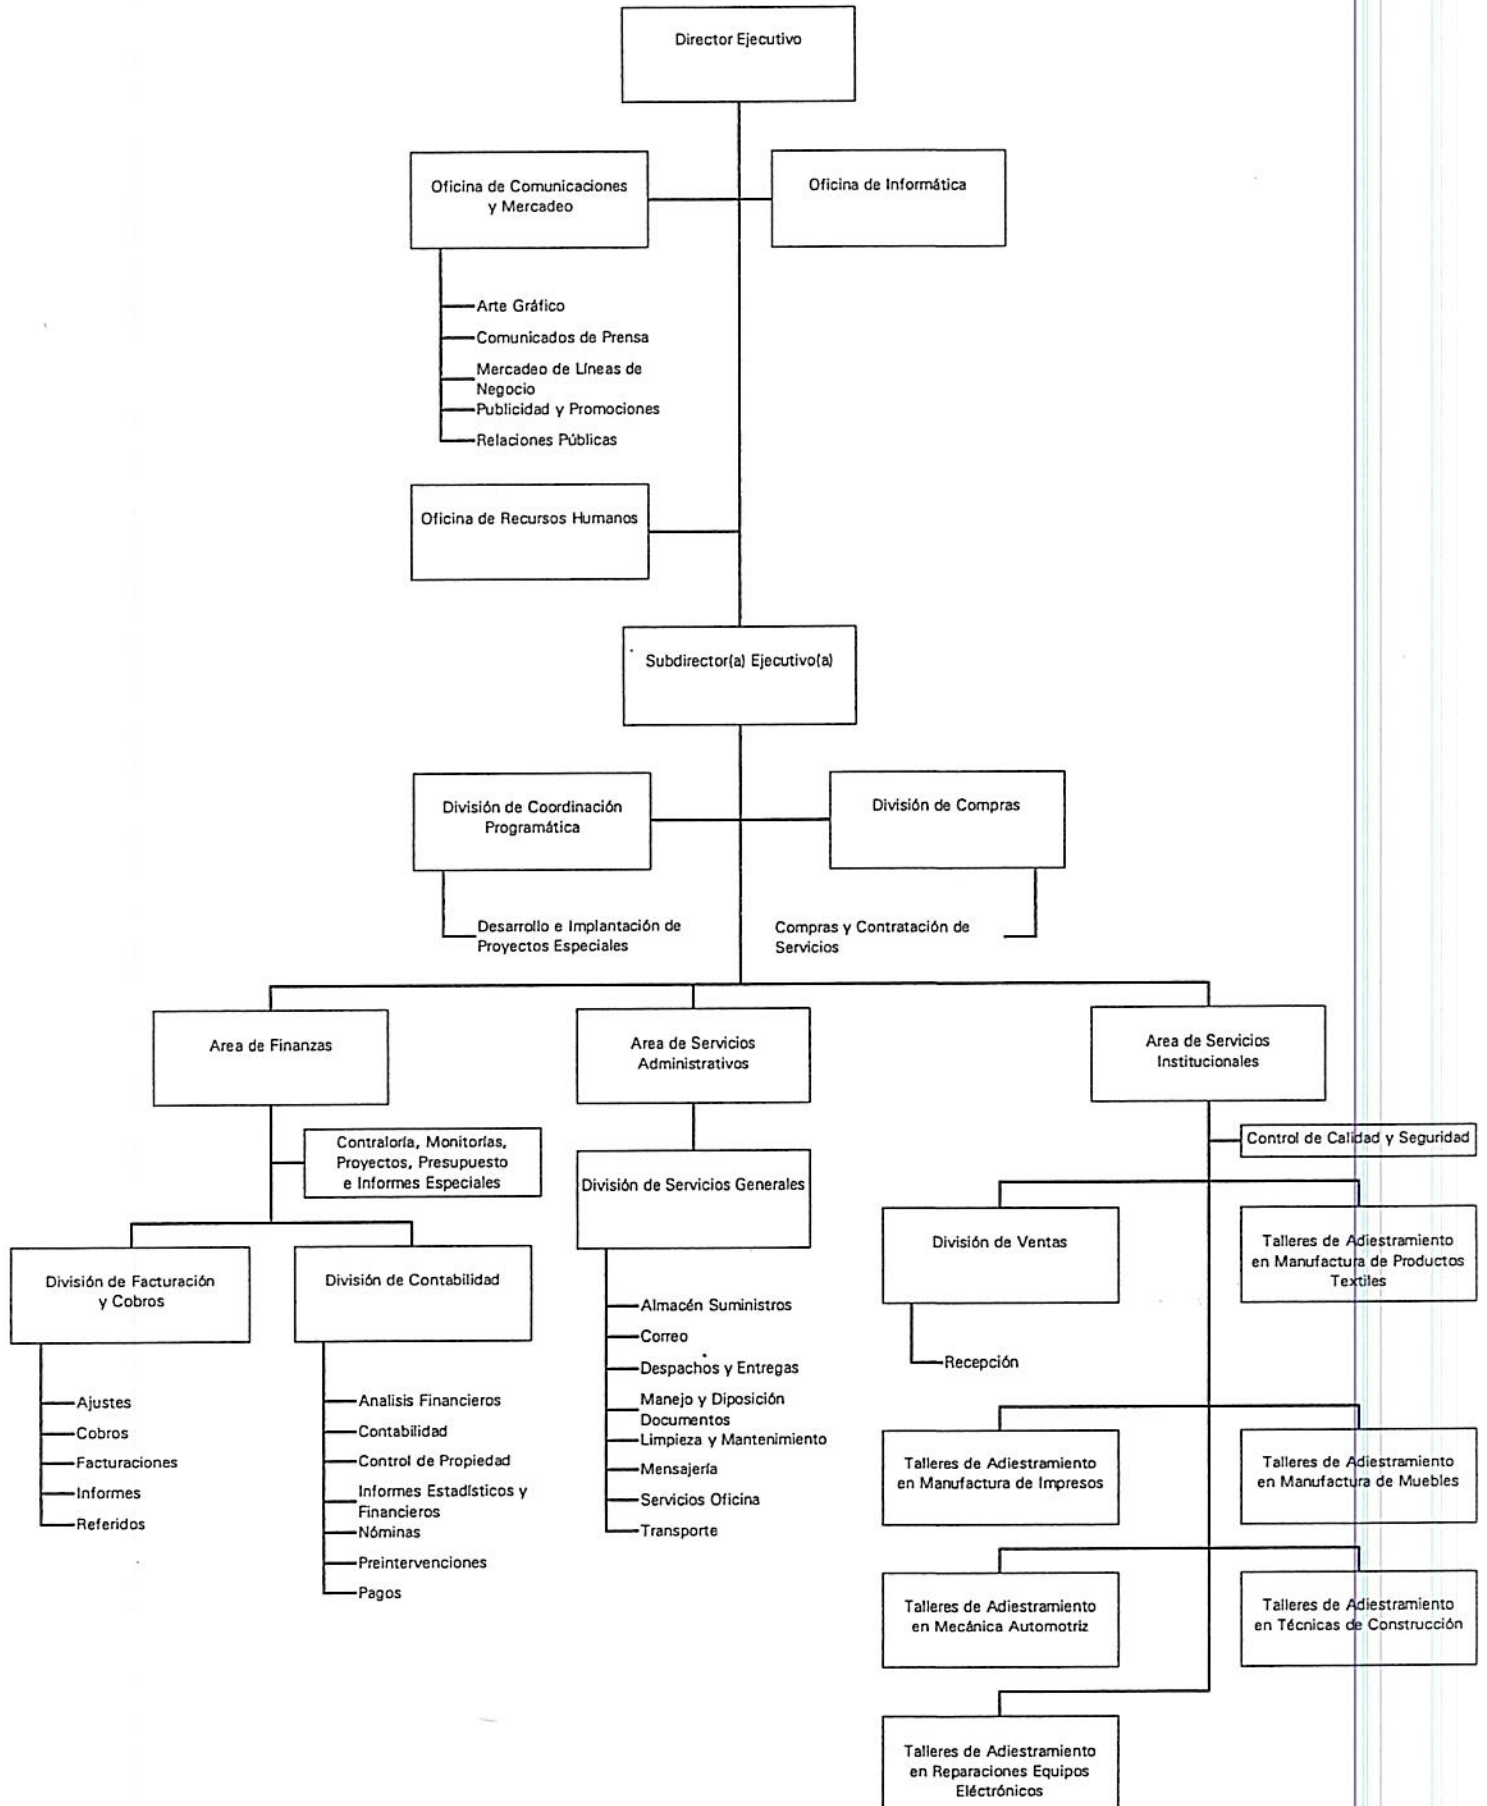 Director Ejecutivo
Oficina de Comunicaciones
y Mercadeo
Oficina de Informática
Arte Gráfico
Comunicados de Prensa
Mercadeo de Líneas de
Negocio
Publicidad y Promociones
Relaciones Públicas
Oficina de Recursos Humanos
Subdirector(a) Ejecutivo(a)
División de Coordinación
Programática
División de Compras
Desarrollo e Implantación de
Proyectos Especiales
Compras y Contratación de
Servicios
Area de Finanzas
Area de Servicios
Administrativos
Area de Servicios
Institucionales
Contraloría, Monitorías,
Proyectos, Presupuesto
e Informes Especiales
División de Servicios Generales
Control de Calidad y Seguridad
División de Facturación
y Cobros
División de Contabilidad
División de Ventas
Talleres de Adiestramiento
en Manufactura de Productos
Textiles
Ajustes
Cobros
Facturaciones
Informes
Referidos
Analisis Financieros
Contabilidad
Control de Propiedad
Informes Estadísticos y
Financieros
Nóminas
Preintervenciones
Pagos
Almacén Suministros
Correo
Despachos y Entregas
Manejo y Diposición
Documentos
Limpieza y Mantenimiento
Mensajería
Servicios Oficina
Transporte
Recepción
Talleres de Adiestramiento
en Manufactura de Impresos
Talleres de Adiestramiento
en Manufactura de Muebles
Talleres de Adiestramiento
en Mecánica Automotriz
Talleres de Adiestramiento
en Técnicas de Construcción
Talleres de Adiestramiento
en Reparaciones Equipos
Eléctrónicos